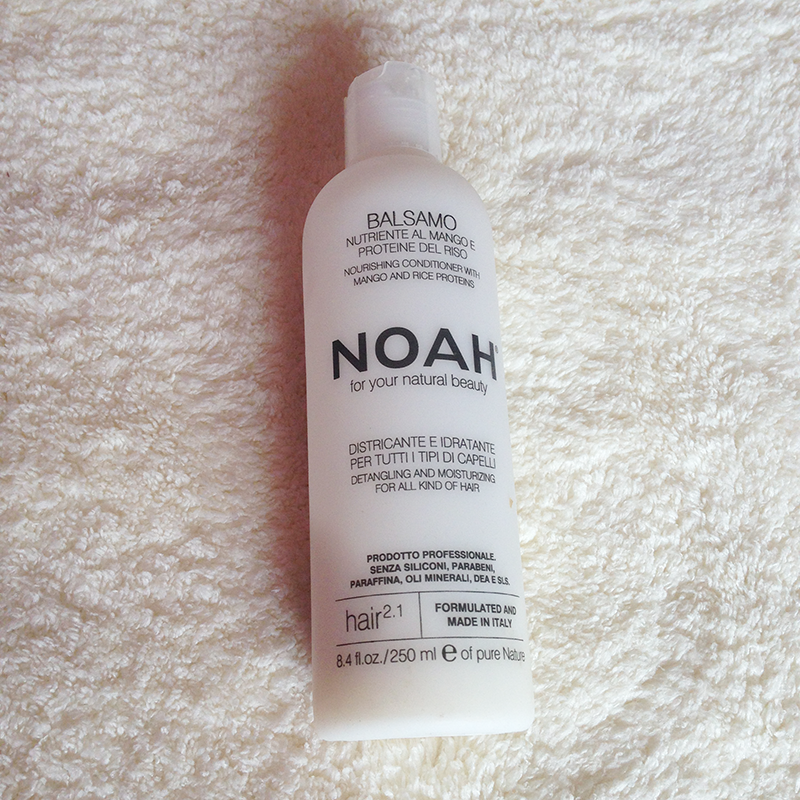 BALSAMO
NUTRIENTE AL MANGO E
PROTEINE DEL RISO
NOURISHING CONDITIONER WITH
MANGO AND RICE PROTEINS
NOAH®
for your natural beauty
DISTRICANTE E IDRATANTE
PER TUTTI I TIPI DI CAPELLI
DETANGLING AND MOISTURIZING
FOR ALL KIND OF HAIR
PRODOTTO PROFESSIONALE.
SENZA SILICONI, PARABENI,
PARAFFINA, OLI MINERALI, DEA E SLS.
hair2.1
FORMULATED AND
MADE IN ITALY
8.4 fl.oz./250 ml ℮ of pure Nature